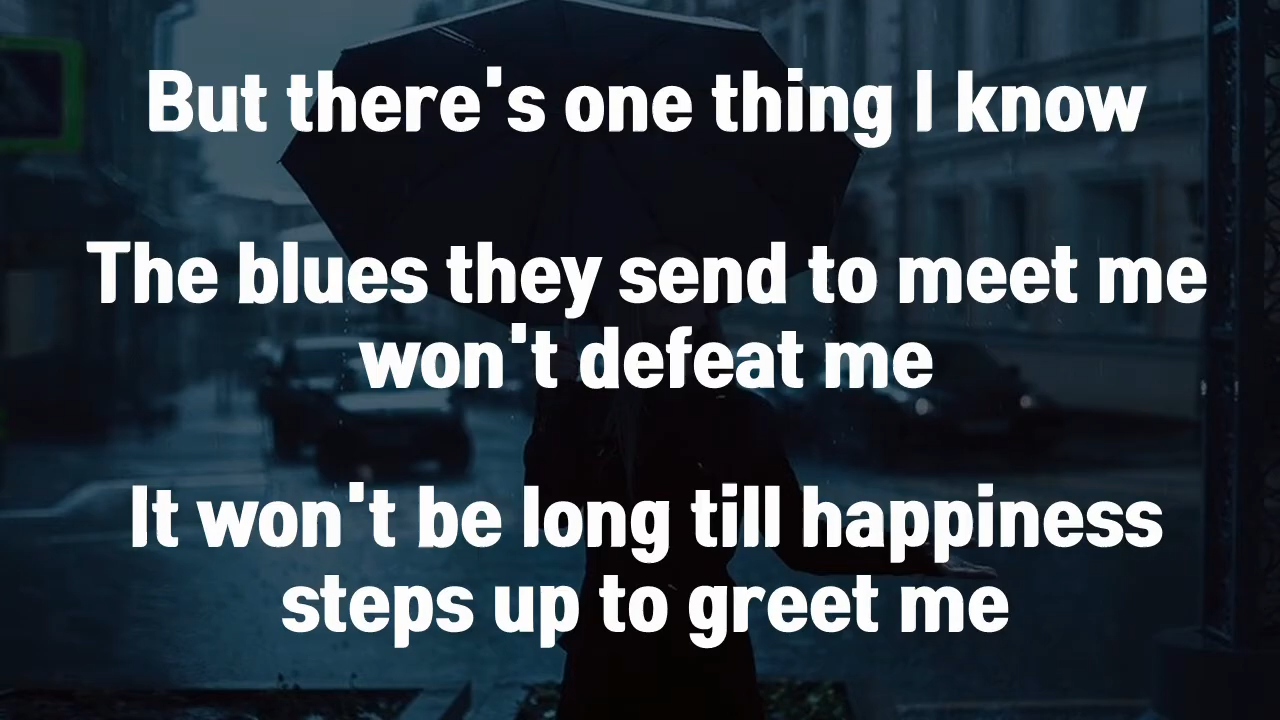 But there's one thing I know
The blues they send to meet me
won't defeat me
It won't be long till happiness
steps up to greet me